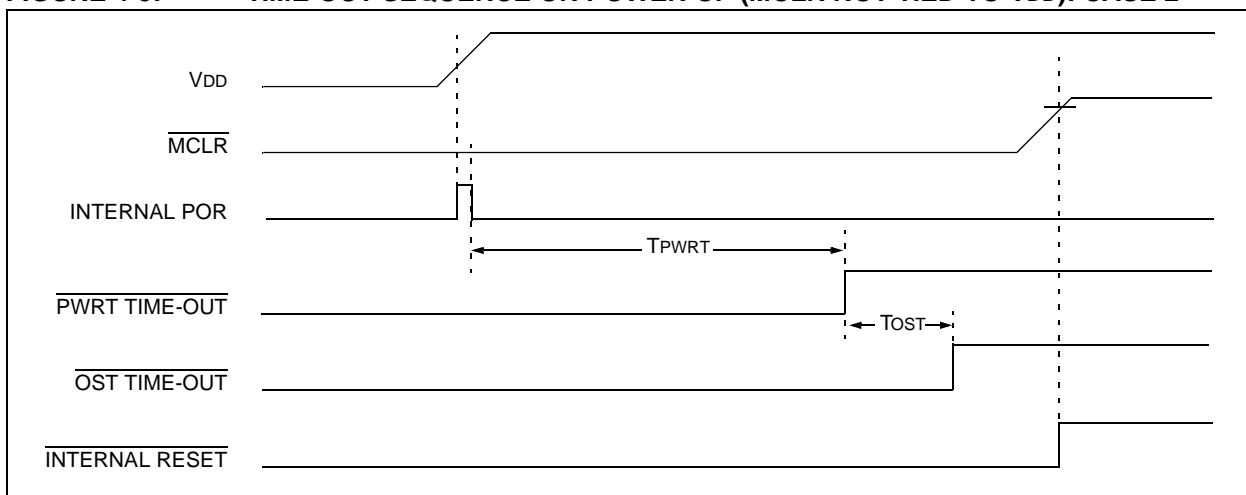 VDD
MCLR
INTERNAL POR
TPWRT
PWRT TIME-OUT
TOST
OST TIME-OUT
INTERNAL RESET